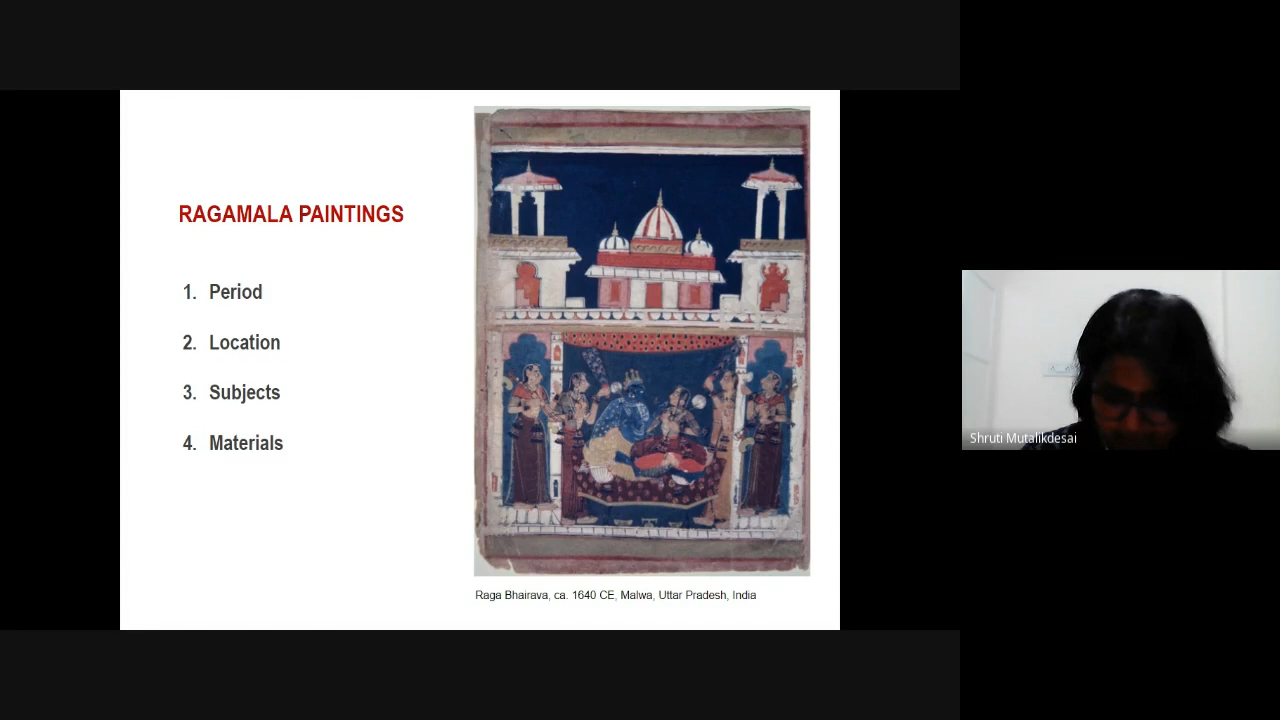 RAGAMALA PAINTINGS
1. Period
2. Location
3. Subjects
4. Materials
Raga Bhairava, ca. 1640 CE, Malwa, Uttar Pradesh, India
Shruti Mutalikdesai